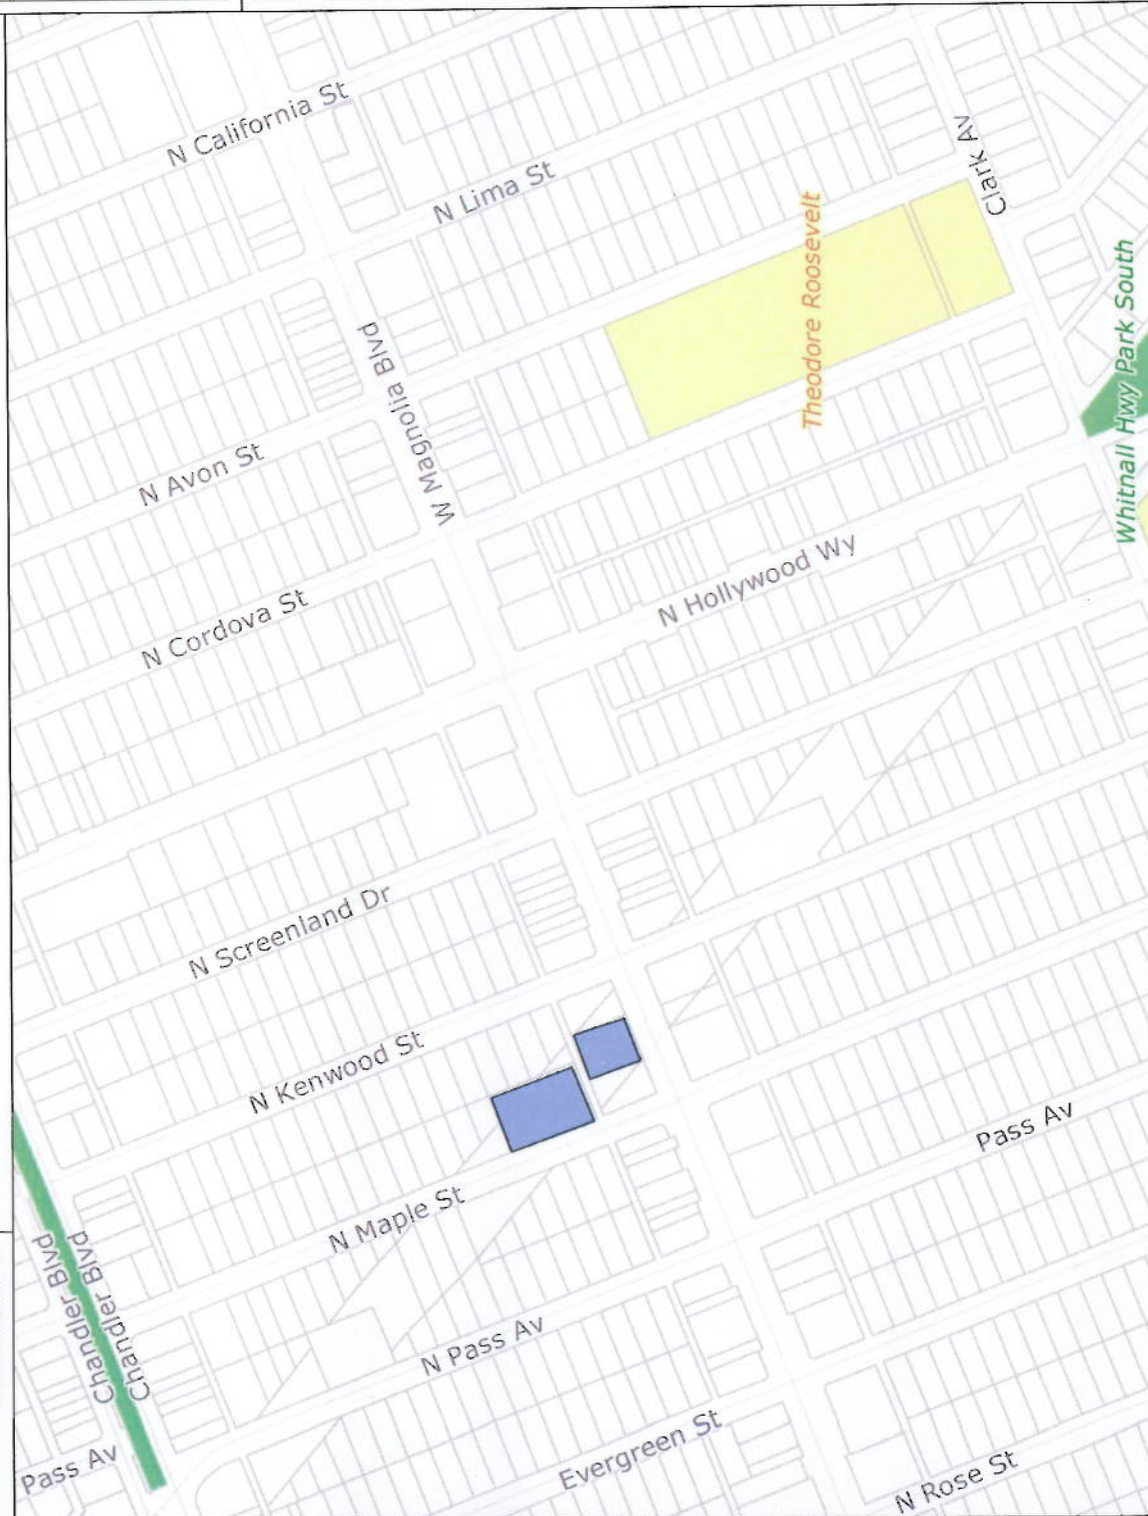 N California St
Clark Av
N Lima St
Theodore Roosevelt
Whitnall Hwy Park South
W Magnolia Blvd
N Avon St
N Hollywood Wy
N Cordova St
N Screenland Dr
N Kenwood St
Pass Av
N Maple St
Chandler Blvd
Chandler Blvd
N Pass Av
Evergreen St
Pass Av
N Rose St